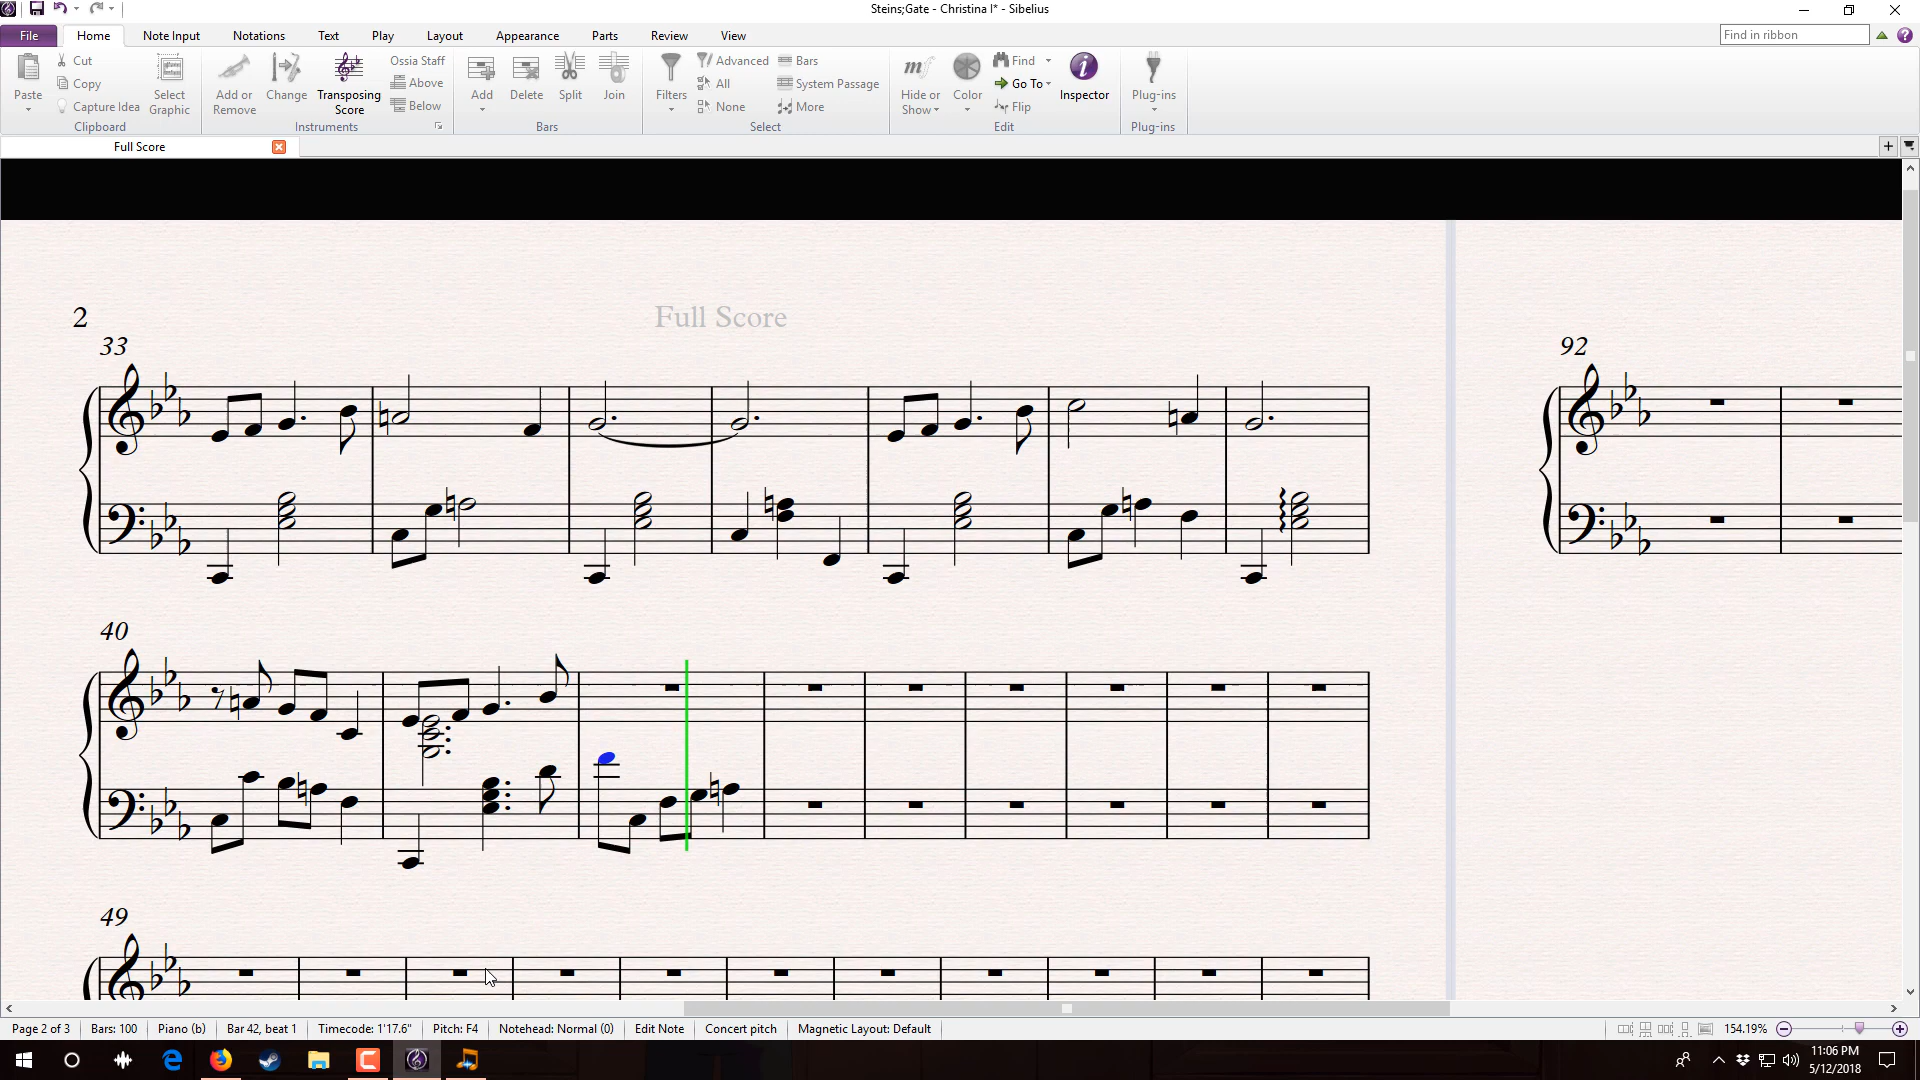 Steins;Gate - Christina I* - Sibelius
File Home Note Input Notations Text Play Layout Appearance Parts Review View Find in ribbon
Paste Cut Copy Capture Idea Select Graphic Clipboard
Add or Remove Change Transposing Score Ossia Staff Above Below Instruments
Add Delete Split Join Bars
Filters Advanced All None Bars System Passage More Select
Hide or Show Color Find Go To Flip Inspector Edit
Plug-ins Plug-ins
Full Score
Full Score
2
33
92
40
49
Page 2 of 3 Bars: 100 Piano (b) Bar 42, beat 1 Timecode: 1'17.6" Pitch: F4 Notehead: Normal (0) Edit Note Concert pitch Magnetic Layout: Default 154.19%
11:06 PM
5/12/2018